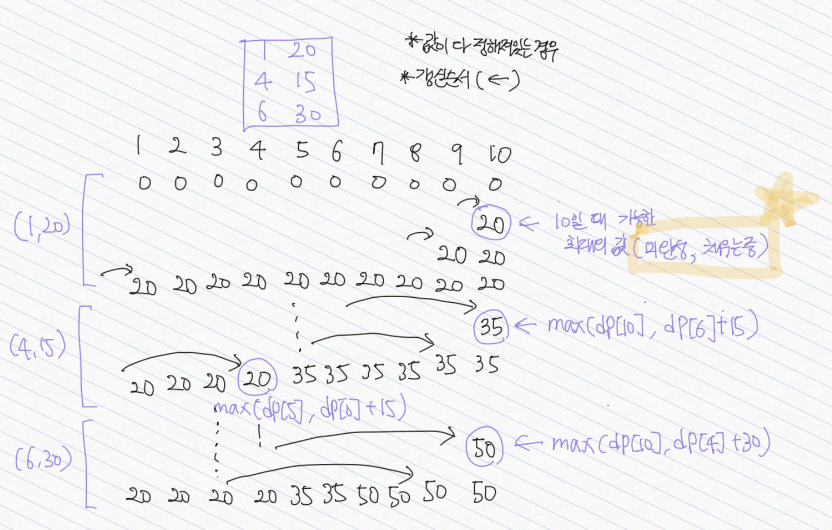 1 20
4 15
6 30
*값이 다 정해져있는 경우
*갱신순서 (←)
1 2 3 4 5 6 7 8 9 10
0 0 0 0 0 0 0 0 0 0
(1,20)
20 ← 10일 때 가능한
최대의 값 (미완성, 채우는중)
20 20
20 20 20 20 20 20 20 20 20 20
(4,15)
35 ← max(dp[10], dp[6]+15)
20 20 20 20 35 35 35 35 35 35
max(dp[5], dp[0]+15)
(6,30)
50 ← max(dp[10], dp[4]+30)
20 20 20 20 35 35 50 50 50 50